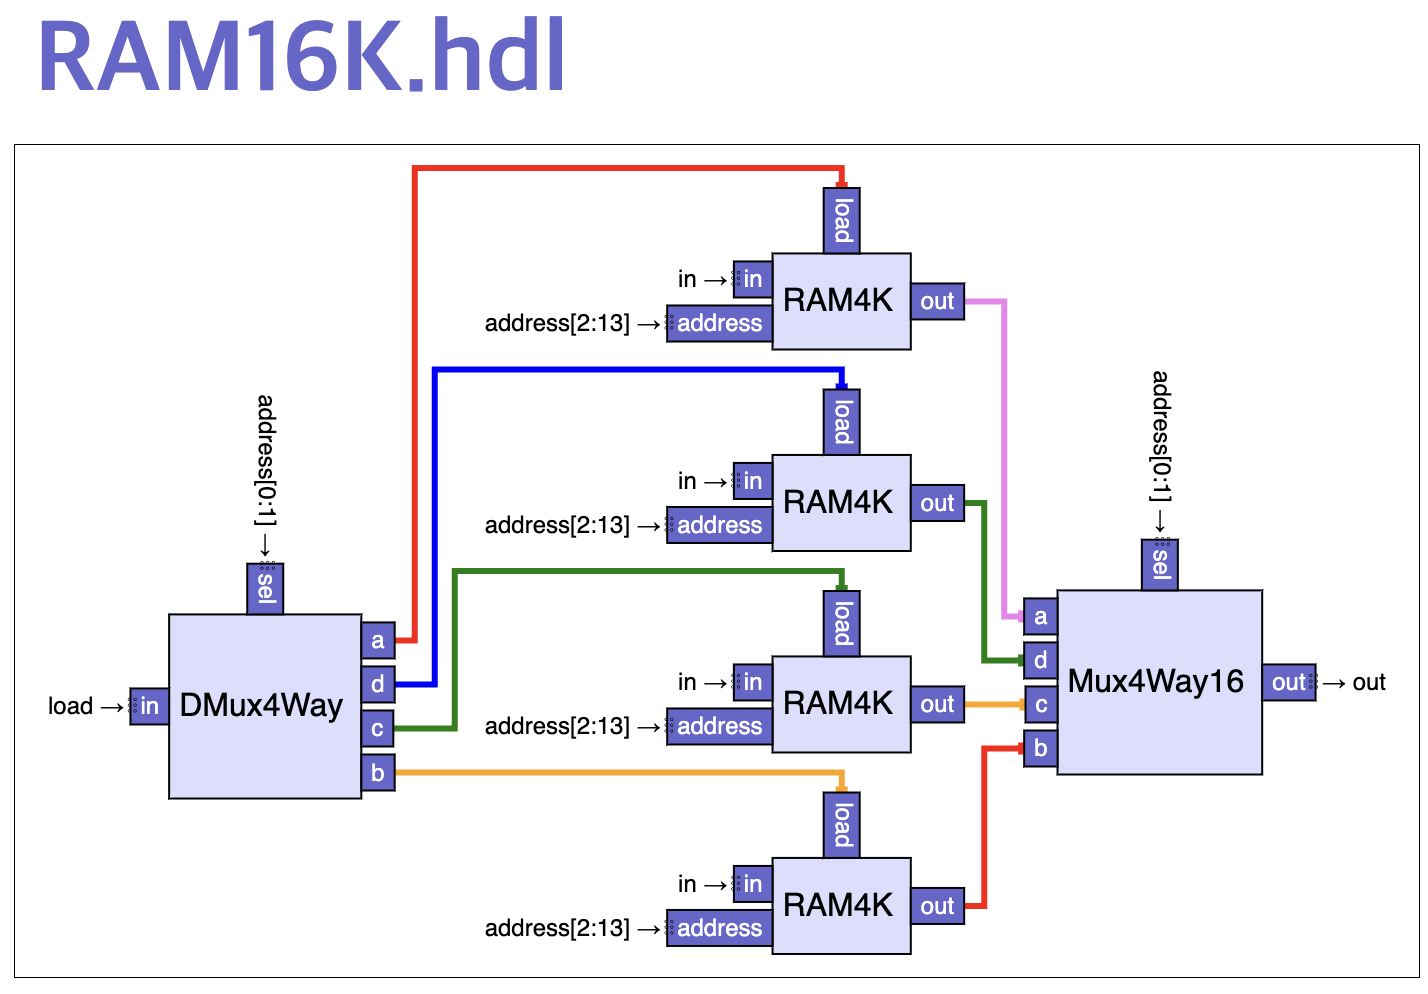 RAM16K.hdl
load
in →
in
RAM4K
out
address[2:13] →
address
load
in →
in
RAM4K
out
address[2:13] →
address
address[0:1] →
sel
load →
in
DMux4Way
a
d
c
b
load
in →
in
RAM4K
out
address[2:13] →
address
load
in →
in
RAM4K
out
address[2:13] →
address
address[0:1] →
sel
a
d
c
b
Mux4Way16
out
→ out